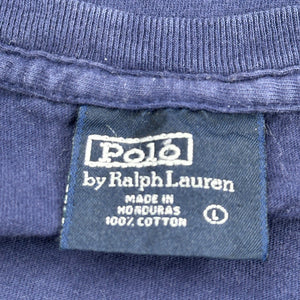 Polo
by Ralph Lauren
MADE IN
HONDURAS
100% COTTON
L